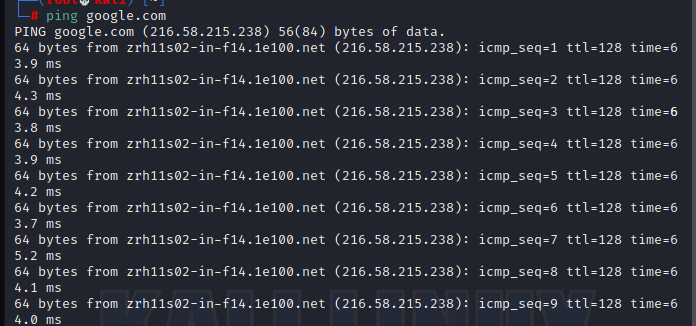 (root💀kali)-[~]
# ping google.com
PING google.com (216.58.215.238) 56(84) bytes of data.
64 bytes from zrh11s02-in-f14.1e100.net (216.58.215.238): icmp_seq=1 ttl=128 time=6
3.9 ms
64 bytes from zrh11s02-in-f14.1e100.net (216.58.215.238): icmp_seq=2 ttl=128 time=6
4.3 ms
64 bytes from zrh11s02-in-f14.1e100.net (216.58.215.238): icmp_seq=3 ttl=128 time=6
3.8 ms
64 bytes from zrh11s02-in-f14.1e100.net (216.58.215.238): icmp_seq=4 ttl=128 time=6
3.9 ms
64 bytes from zrh11s02-in-f14.1e100.net (216.58.215.238): icmp_seq=5 ttl=128 time=6
4.2 ms
64 bytes from zrh11s02-in-f14.1e100.net (216.58.215.238): icmp_seq=6 ttl=128 time=6
3.7 ms
64 bytes from zrh11s02-in-f14.1e100.net (216.58.215.238): icmp_seq=7 ttl=128 time=6
5.2 ms
64 bytes from zrh11s02-in-f14.1e100.net (216.58.215.238): icmp_seq=8 ttl=128 time=6
4.1 ms
64 bytes from zrh11s02-in-f14.1e100.net (216.58.215.238): icmp_seq=9 ttl=128 time=6
4.0 ms